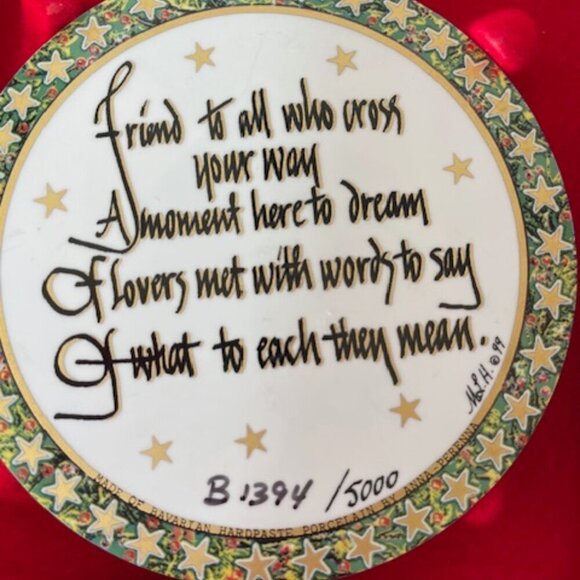 Friend to all who cross
your way
A moment here to dream
Of lovers met with words to say
Of what to each they mean.
MLH. © 99
B 1394 /5000
MADE OF BAVARIAN HARDPASTE PORCELAIN BY ANNA PERENNA